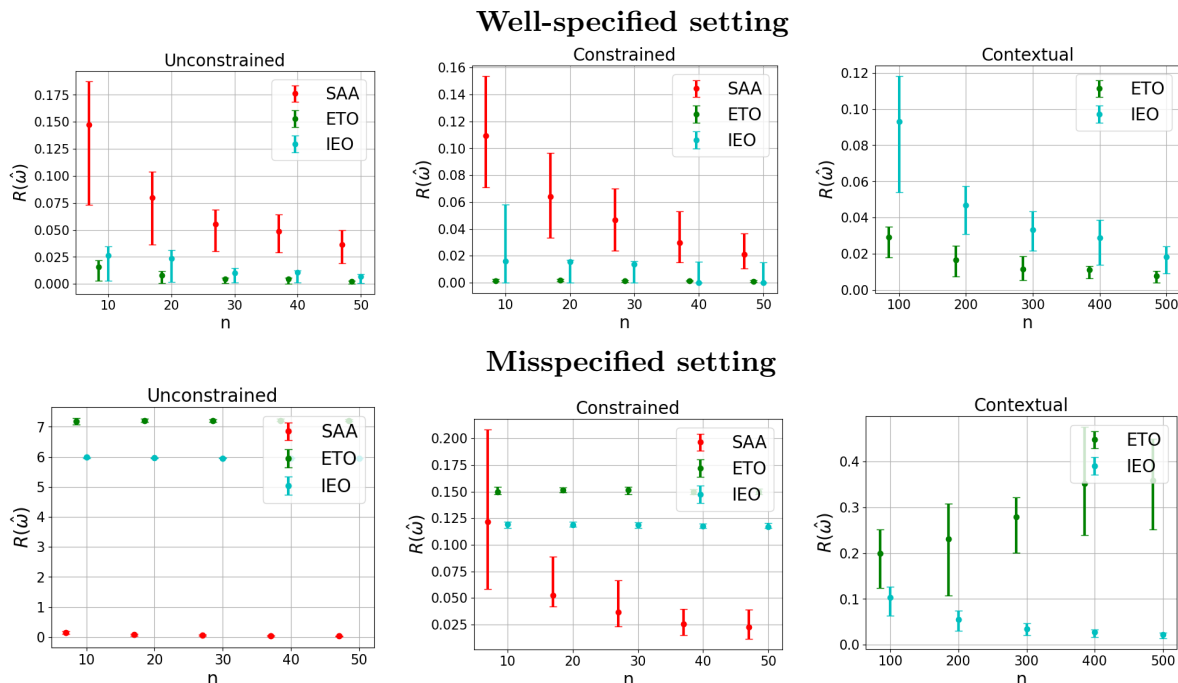 Well-specified setting
Unconstrained
SAA
ETO
IEO
0.175
0.150
0.125
0.100
0.075
0.050
0.025
0.000
R(ω̂)
10 20 30 40 50
n
Constrained
SAA
ETO
IEO
0.16
0.14
0.12
0.10
0.08
0.06
0.04
0.02
0.00
R(ω̂)
10 20 30 40 50
n
Contextual
ETO
IEO
0.12
0.10
0.08
0.06
0.04
0.02
0.00
R(ω̂)
100 200 300 400 500
n
Misspecified setting
Unconstrained
SAA
ETO
IEO
7
6
5
4
3
2
1
0
R(ω̂)
10 20 30 40 50
n
Constrained
SAA
ETO
IEO
0.200
0.175
0.150
0.125
0.100
0.075
0.050
0.025
R(ω̂)
10 20 30 40 50
n
Contextual
ETO
IEO
0.4
0.3
0.2
0.1
0.0
R(ω̂)
100 200 300 400 500
n